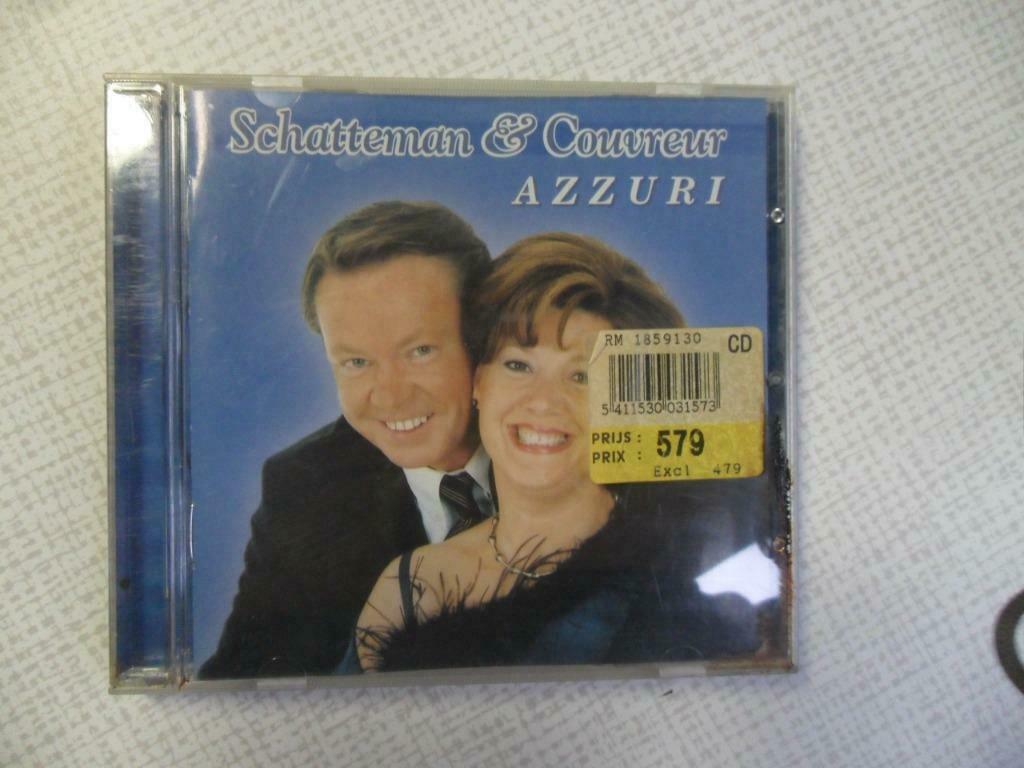 Schatteman & Couvreur
AZZURI
RM 1859130 CD
5 411530 031573
PRIJS : 579
PRIX :
Excl 479